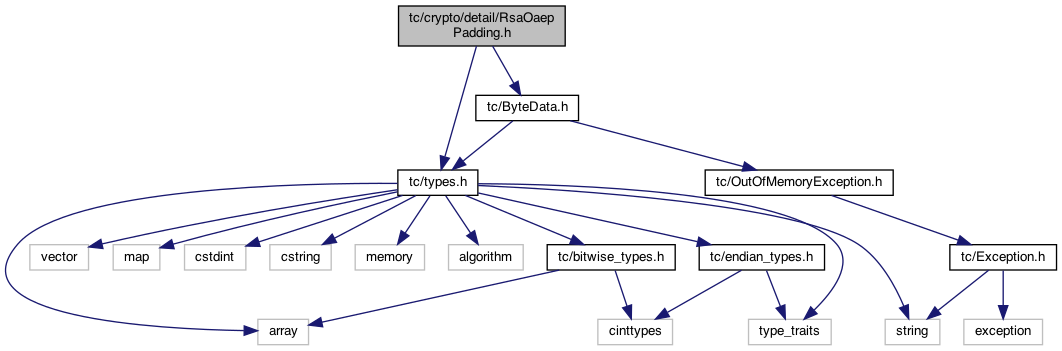 tc/crypto/detail/RsaOaep
Padding.h
tc/ByteData.h
tc/types.h
tc/OutOfMemoryException.h
vector
map
cstdint
cstring
memory
algorithm
tc/bitwise_types.h
tc/endian_types.h
tc/Exception.h
array
cinttypes
type_traits
string
exception